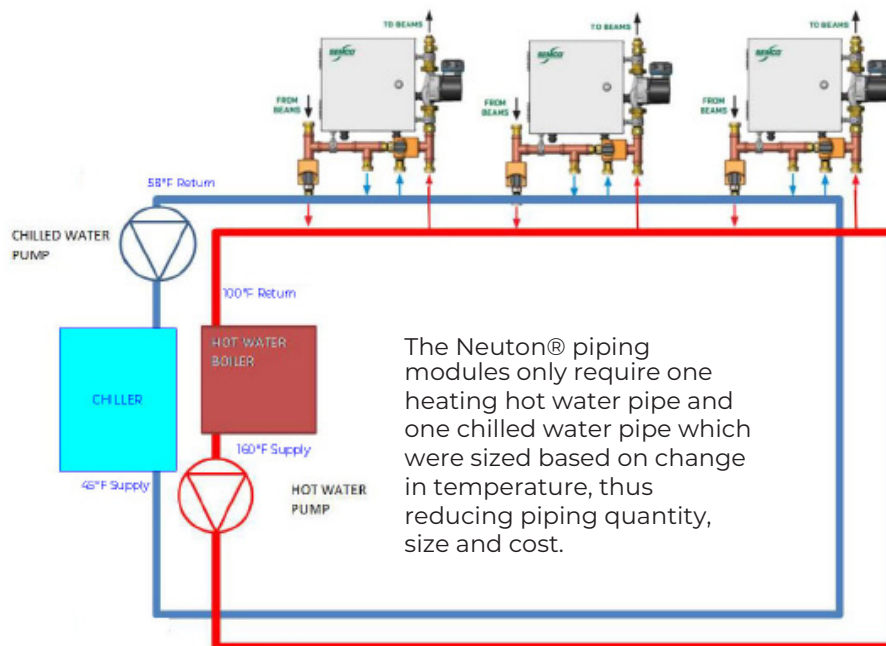 TO BEAMS
TO BEAMS
TO BEAMS
SEMCO
SEMCO
SEMCO
FROM
BEAMS
FROM
BEAMS
FROM
BEAMS
58°F Return
CHILLED WATER
PUMP
100°F Return
HOT WATER
BOILER
CHILLER
160°F Supply
45°F Supply
HOT WATER
PUMP
The Neuton® piping
modules only require one
heating hot water pipe and
one chilled water pipe which
were sized based on change
in temperature, thus
reducing piping quantity,
size and cost.